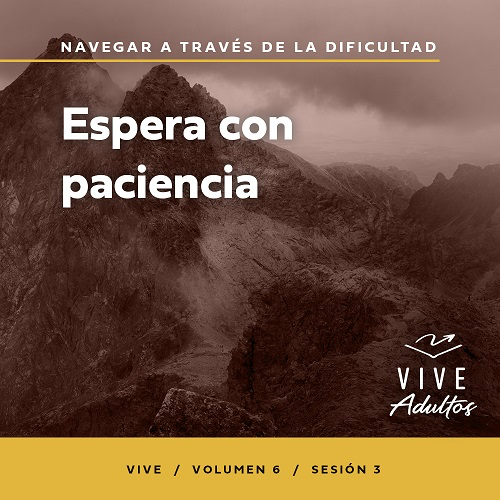 NAVEGAR A TRAVÉS DE LA DIFICULTAD
Espera con
paciencia
VIVE
Adultos
VIVE / VOLUMEN 6 / SESIÓN 3